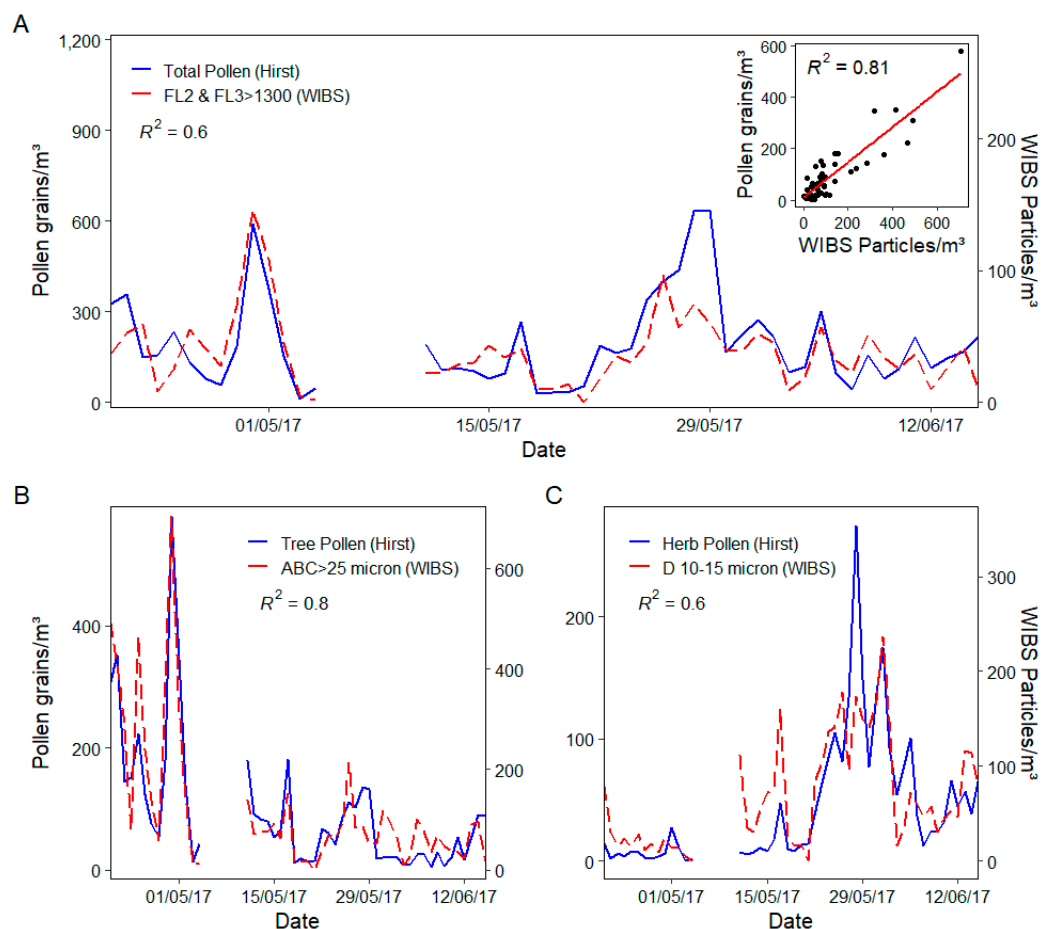 A
1,200
900
600
300
0
Pollen grains/m³
Total Pollen (Hirst)
FL2 & FL3>1300 (WIBS)
R² = 0.6
600
400
200
0
Pollen grains/m³
R² = 0.81
0 200 400 600
WIBS Particles/m³
200
100
0
WIBS Particles/m³
01/05/17 15/05/17 29/05/17 12/06/17
Date
B
400
200
0
Pollen grains/m³
Tree Pollen (Hirst)
ABC>25 micron (WIBS)
R² = 0.8
600
400
200
0
01/05/17 15/05/17 29/05/17 12/06/17
Date
C
200
100
0
Herb Pollen (Hirst)
D 10-15 micron (WIBS)
R² = 0.6
300
200
100
0
WIBS Particles/m³
01/05/17 15/05/17 29/05/17 12/06/17
Date